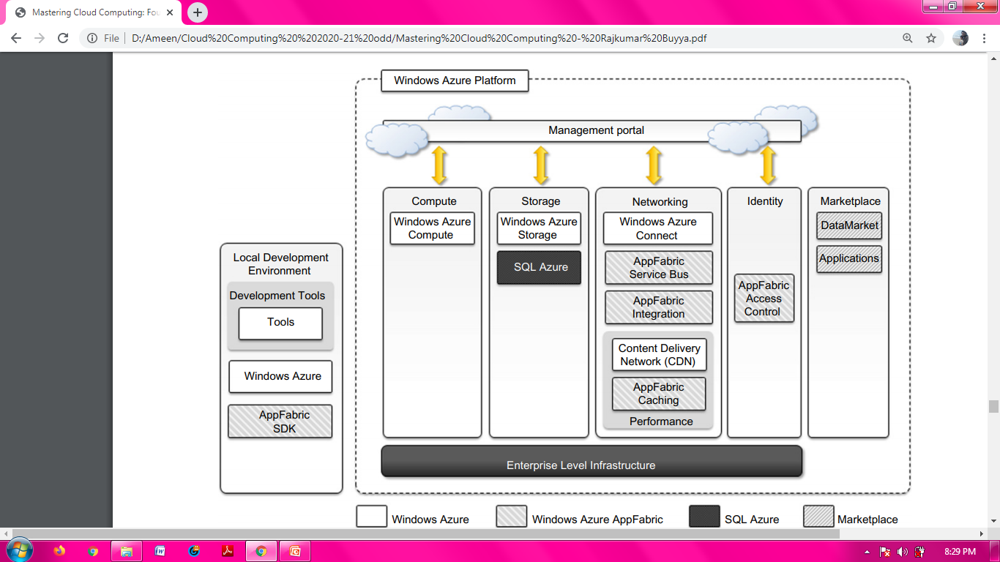 Mastering Cloud Computing: Fou
File
D:/Ameen/Cloud%20Computing%20%202020-21%20odd/Mastering%20Cloud%20Computing%20-%20Rajkumar%20Buyya.pdf
Windows Azure Platform
Management portal
Compute
Windows Azure
Compute
Storage
Windows Azure
Storage
SQL Azure
Networking
Windows Azure
Connect
AppFabric
Service Bus
AppFabric
Integration
Content Delivery
Network (CDN)
AppFabric
Caching
Performance
Identity
AppFabric
Access
Control
Marketplace
DataMarket
Applications
Local Development
Environment
Development Tools
Tools
Windows Azure
AppFabric
SDK
Enterprise Level Infrastructure
Windows Azure
Windows Azure AppFabric
SQL Azure
Marketplace
8:29 PM